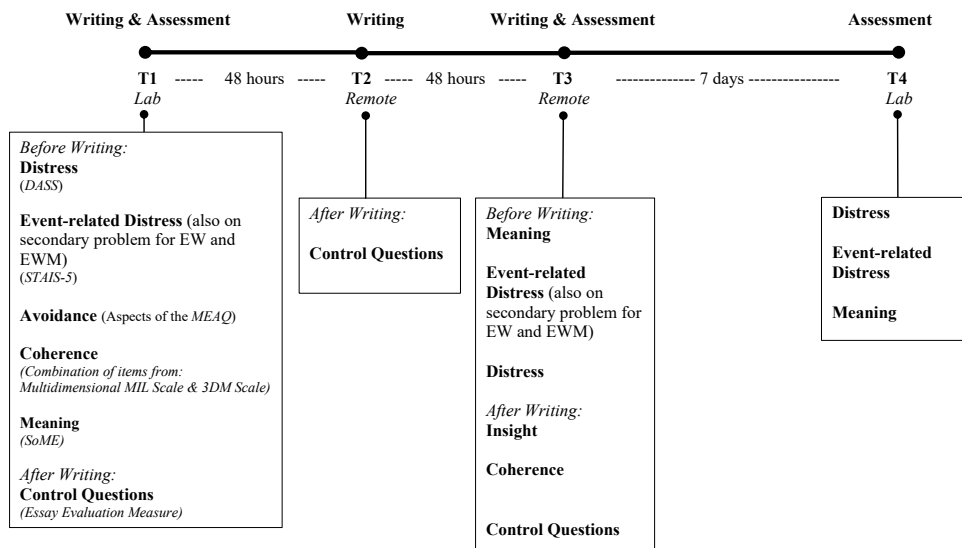 Writing & Assessment Writing Writing & Assessment Assessment
T1 ----- 48 hours ----- T2 ----- 48 hours ----- T3 -------------- 7 days ----------------- T4
Lab Remote Remote Lab
Before Writing:
Distress
(DASS)
Event-related Distress (also on
secondary problem for EW and
EWM)
(STAIS-5)
Avoidance (Aspects of the MEAQ)
Coherence
(Combination of items from:
Multidimensional MIL Scale & 3DM Scale)
Meaning
(SoME)
After Writing:
Control Questions
(Essay Evaluation Measure)
After Writing:
Control Questions
Before Writing:
Meaning
Event-related
Distress (also on
secondary problem for
EW and EWM)
Distress
After Writing:
Insight
Coherence
Control Questions
Distress
Event-related
Distress
Meaning